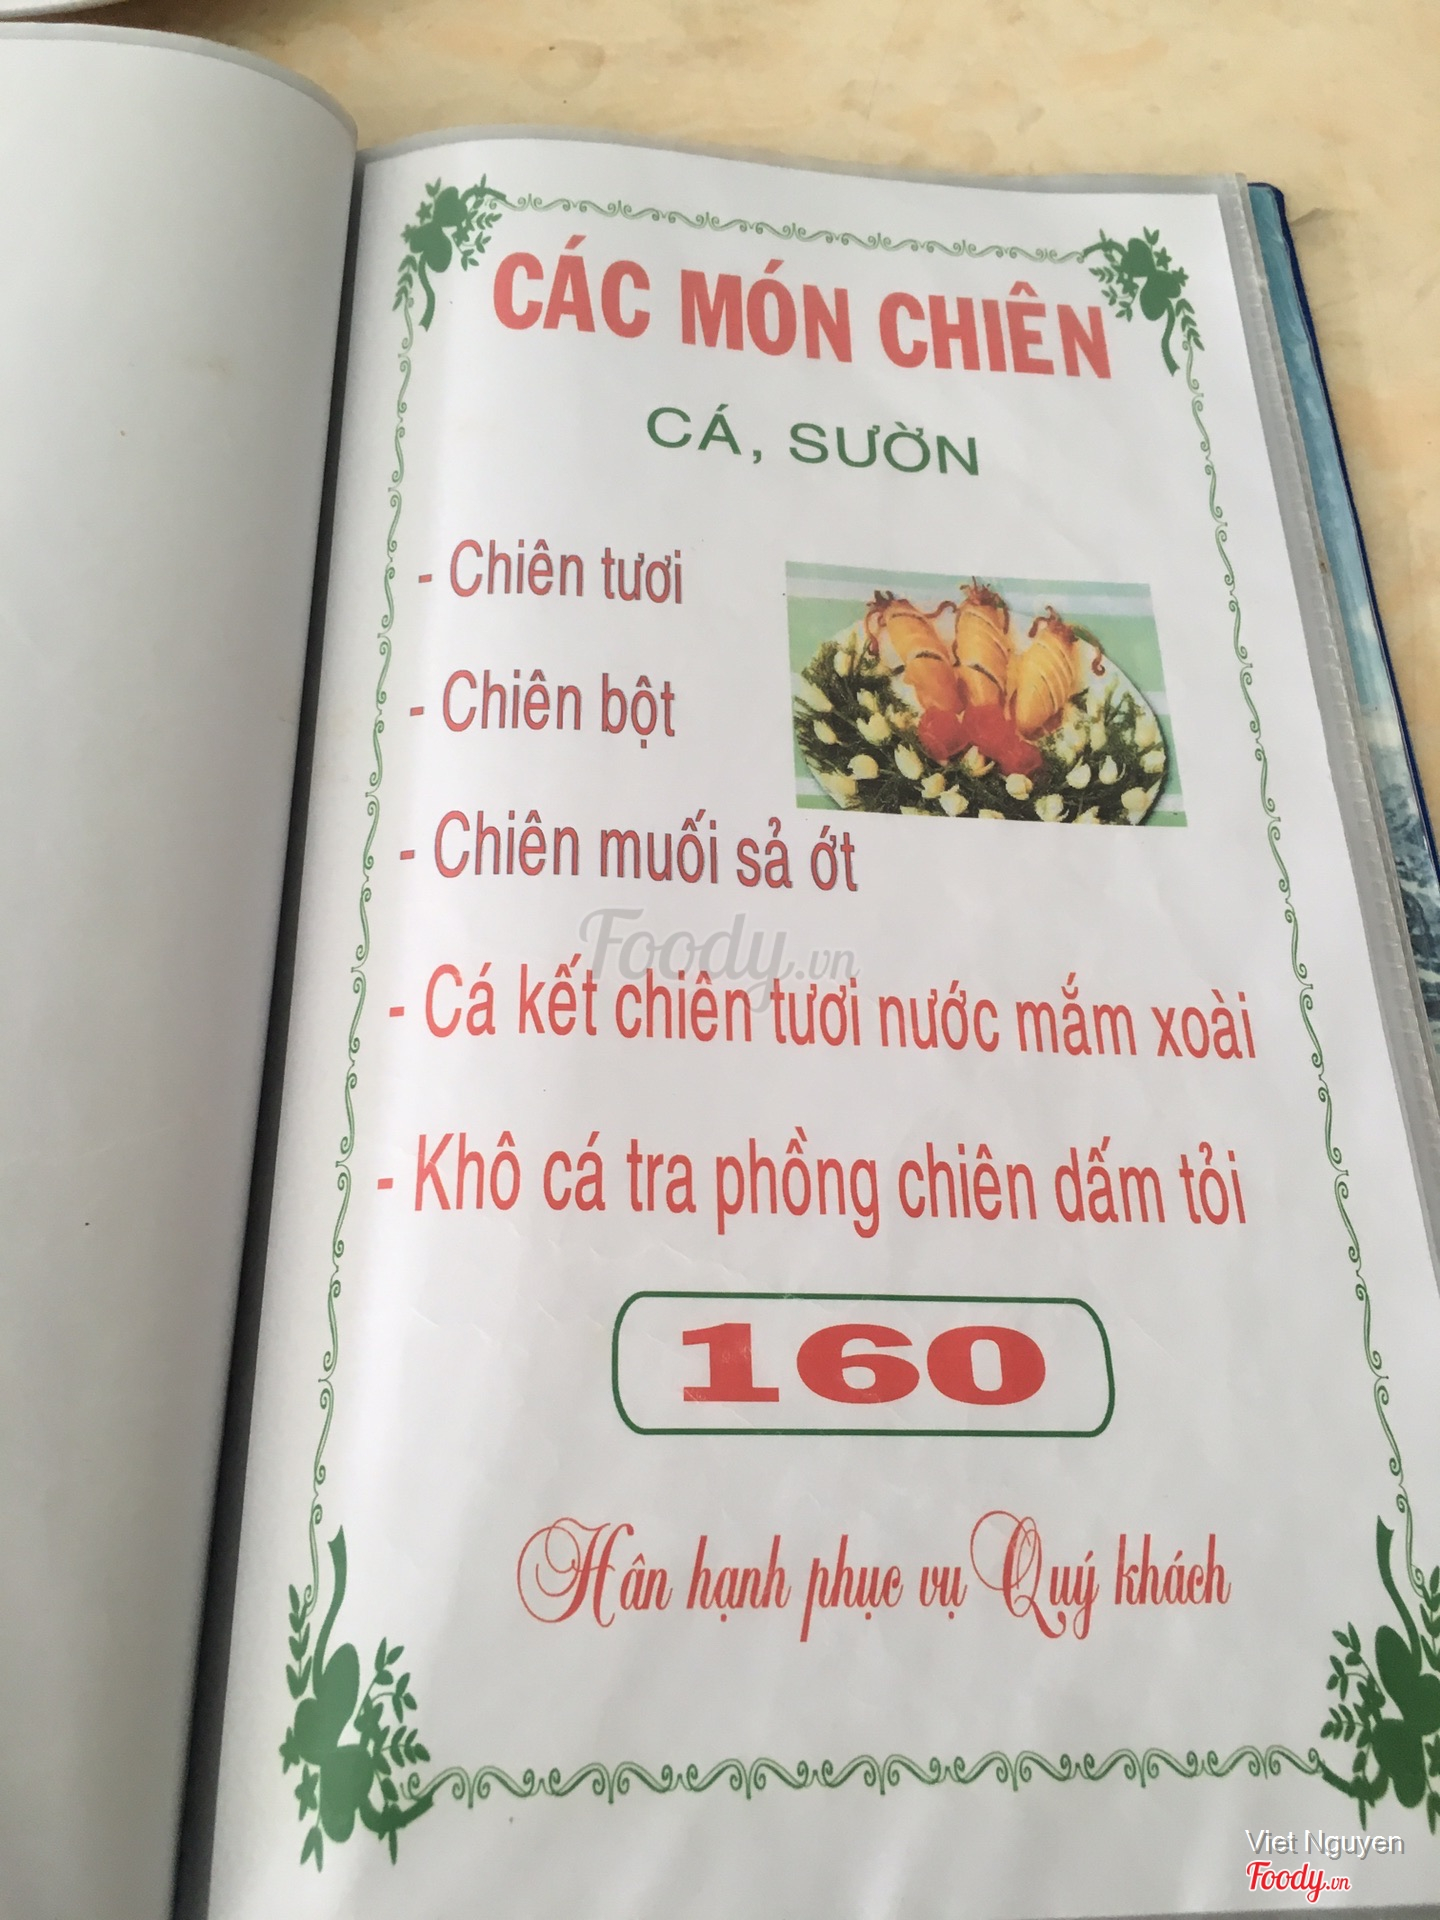 CÁC MÓN CHIÊN
CÁ, SƯỜN
- Chiên tươi
- Chiên bột
- Chiên muối sả ớt
Foody.vn
- Cá kết chiên tươi nước mắm xoài
- Khô cá tra phồng chiên dấm tỏi
160
Hân hạnh phục vụ Quý khách
Viet Nguyen
Foody.vn